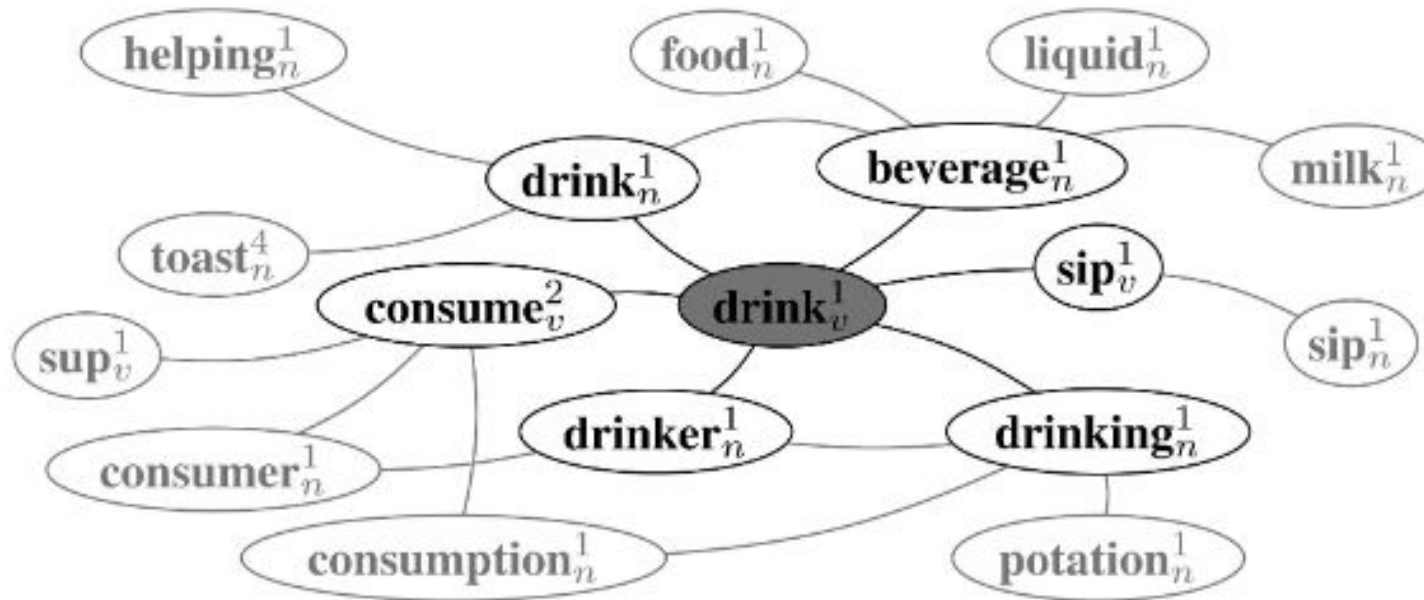 helping¹ₙ
food¹ₙ
liquid¹ₙ
drink¹ₙ
beverage¹ₙ
milk¹ₙ
toast⁴ₙ
consume²ᵥ
drink¹ᵥ
sip¹ᵥ
sup¹ᵥ
sip¹ₙ
drinker¹ₙ
drinking¹ₙ
consumer¹ₙ
consumption¹ₙ
potation¹ₙ